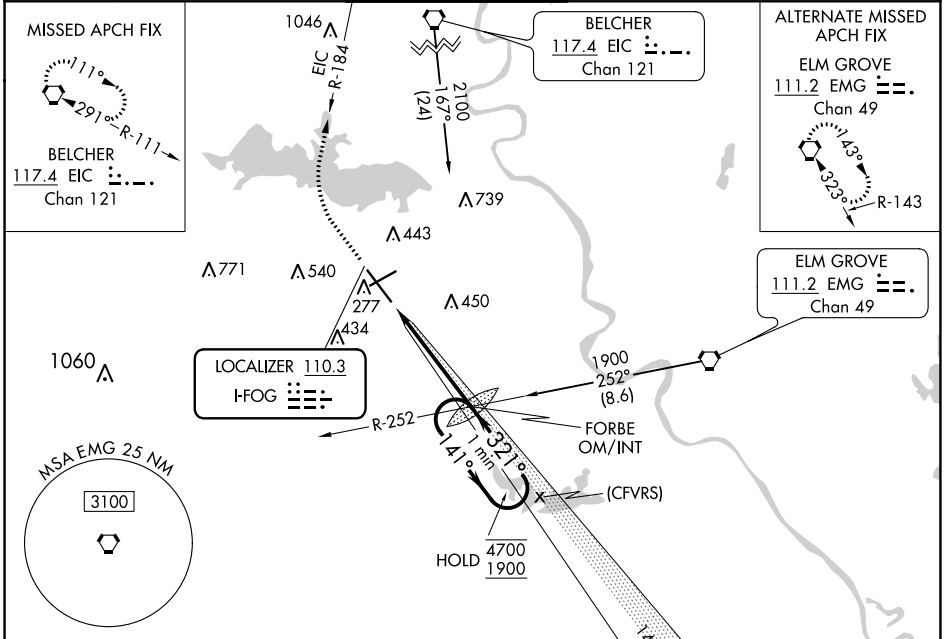 MISSED APCH FIX
111°
291°
R-111
BELCHER
117.4 EIC
Chan 121
1046
EIC
R-184
2100
167°
(24)
BELCHER
117.4 EIC
Chan 121
ALTERNATE MISSED
APCH FIX
ELM GROVE
111.2 EMG
Chan 49
143°
323°
R-143
739
443
771
540
277
450
434
1060
LOCALIZER 110.3
I-FOG
ELM GROVE
111.2 EMG
Chan 49
1900
252°
(8.6)
R-252
FORBE
OM/INT
321°
1 min
141°
x
(CFVRS)
HOLD
4700
1900
MSA EMG 25 NM
3100